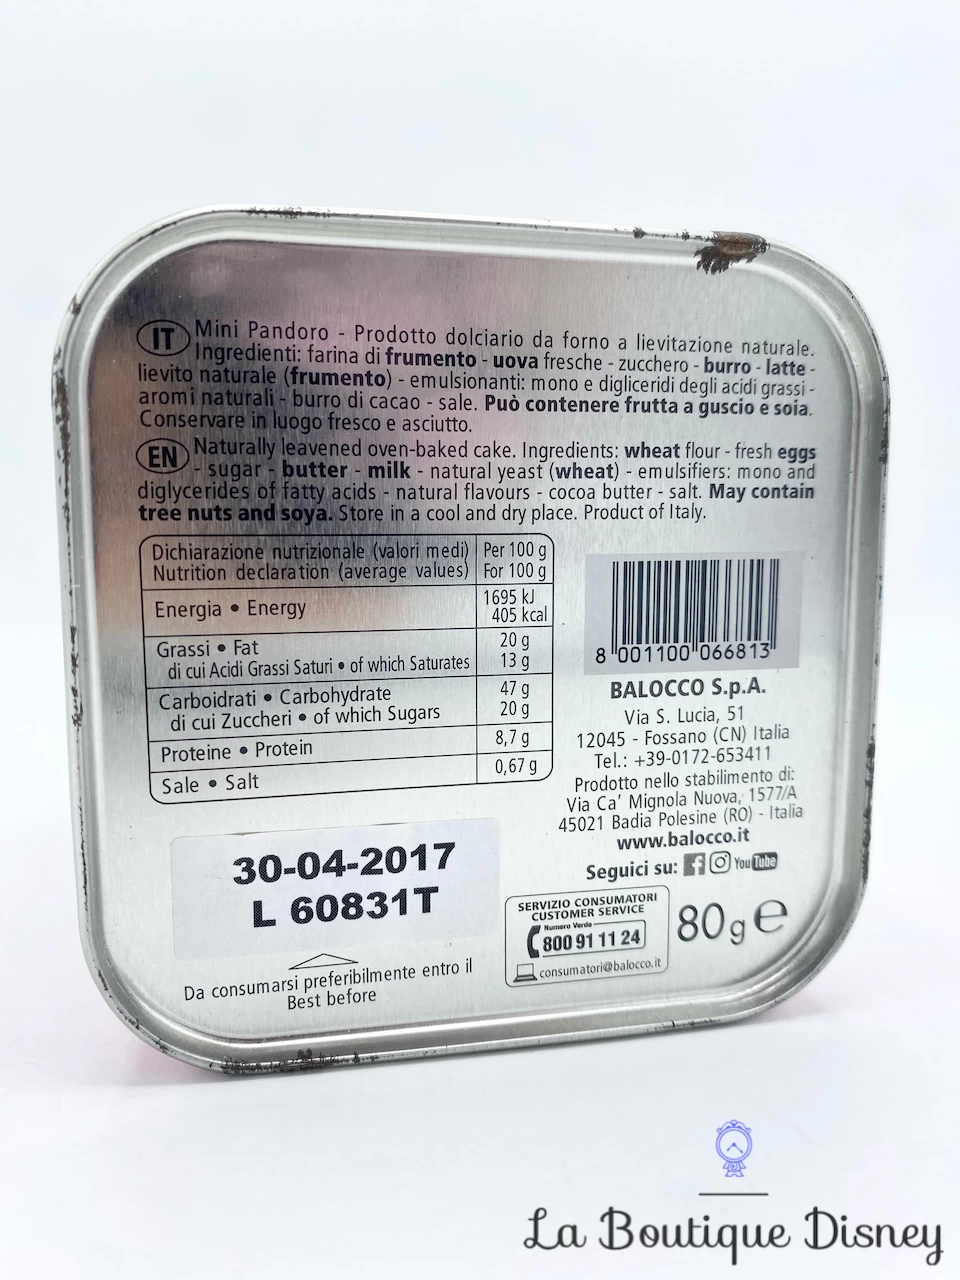 IT Mini Pandoro - Prodotto dolciario da forno a lievitazione naturale.
Ingredienti: farina di frumento - uova fresche - zucchero - burro - latte -
lievito naturale (frumento) - emulsionanti: mono e digliceridi degli acidi grassi -
aromi naturali - burro di cacao - sale. Può contenere frutta a guscio e soia.
Conservare in luogo fresco e asciutto.
EN Naturally leavened oven-baked cake. Ingredients: wheat flour - fresh eggs
- sugar - butter - milk - natural yeast (wheat) - emulsifiers: mono and
diglycerides of fatty acids - natural flavours - cocoa butter - salt. May contain
tree nuts and soya. Store in a cool and dry place. Product of Italy.
Dichiarazione nutrizionale (valori medi) Per 100 g
Nutrition declaration (average values) For 100 g
Energia • Energy 1695 kJ
405 kcal
Grassi • Fat 20 g
di cui Acidi Grassi Saturi • of which Saturates 13 g
Carboidrati • Carbohydrate 47 g
di cui Zuccheri • of which Sugars 20 g
Proteine • Protein 8,7 g
Sale • Salt 0,67 g
8 001100 066813
BALOCCO S.p.A.
Via S. Lucia, 51
12045 - Fossano (CN) Italia
Tel.: +39-0172-653411
Prodotto nello stabilimento di:
Via Ca' Mignola Nuova, 1577/A
45021 Badia Polesine (RO) - Italia
www.balocco.it
Seguici su: f YouTube
30-04-2017
L 60831T
Da consumarsi preferibilmente entro il
Best before
SERVIZIO CONSUMATORI
CUSTOMER SERVICE
Numero Verde
800 91 11 24
consumatori@balocco.it
80g e
La Boutique Disney